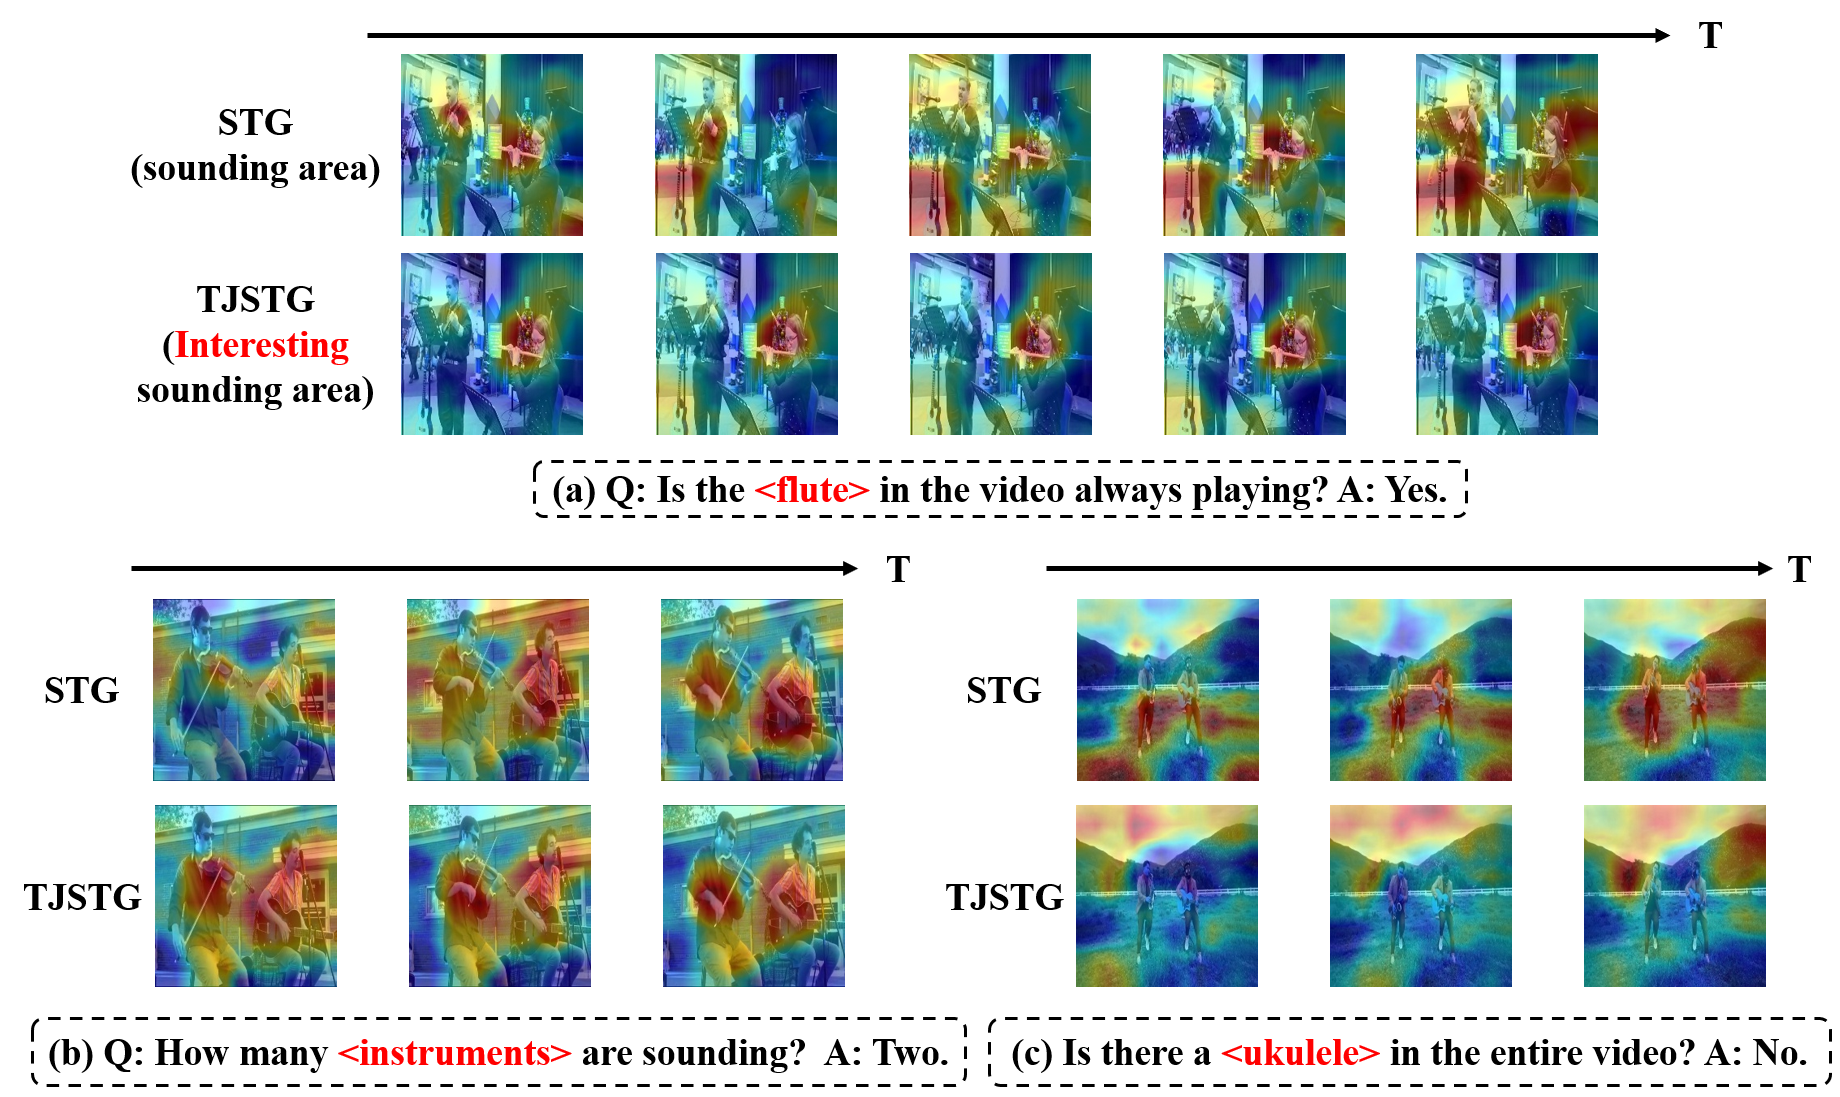 T
STG
(sounding area)
TJSTG
(Interesting
sounding area)
(a) Q: Is the <flute> in the video always playing? A: Yes.
T
STG
TJSTG
(b) Q: How many <instruments> are sounding? A: Two.
T
STG
TJSTG
(c) Is there a <ukulele> in the entire video? A: No.